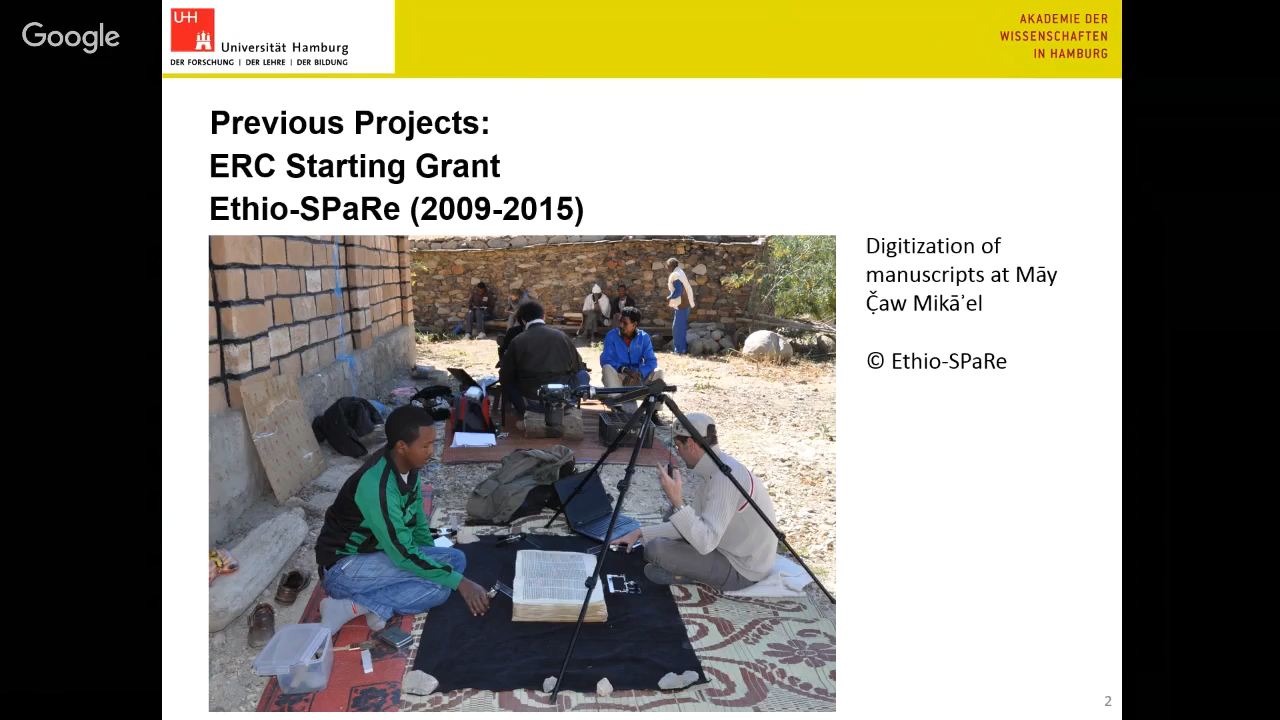 Google
UHH
Universität Hamburg
DER FORSCHUNG | DER LEHRE | DER BILDUNG
AKADEMIE DER
WISSENSCHAFTEN
IN HAMBURG
Previous Projects:
ERC Starting Grant
Ethio-SPaRe (2009-2015)
Digitization of
manuscripts at Māy
Č̣aw Mikāʾel
© Ethio-SPaRe
2